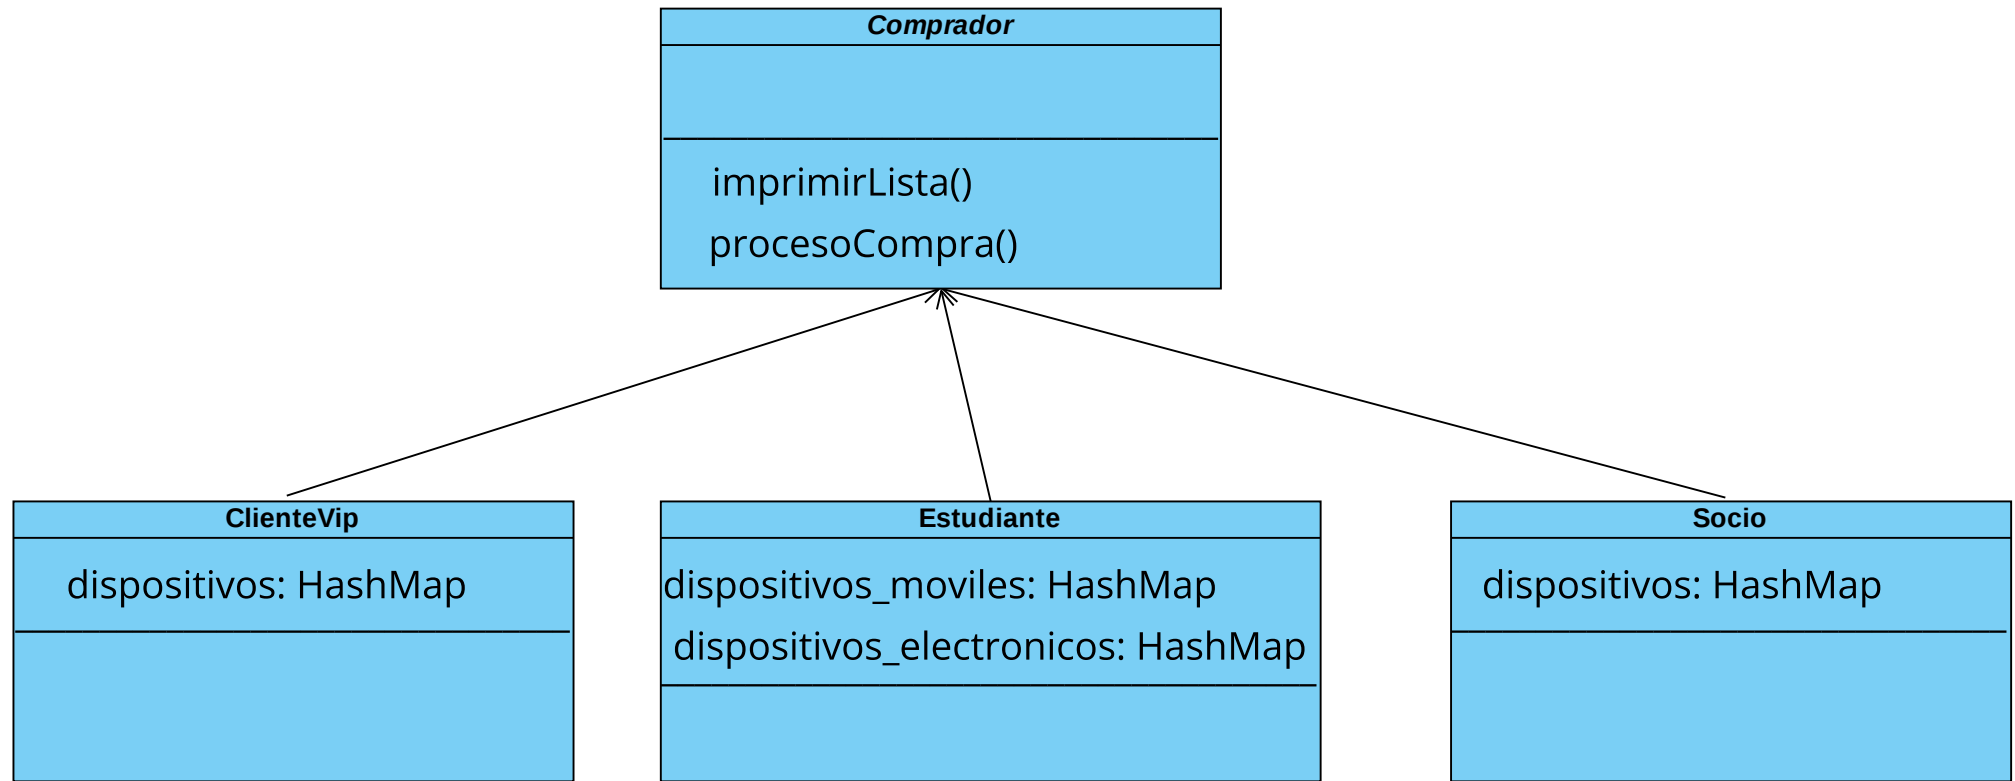 Comprador
imprimirLista()
procesoCompra()
ClienteVip
dispositivos: HashMap
Estudiante
dispositivos_moviles: HashMap
dispositivos_electronicos: HashMap
Socio
dispositivos: HashMap